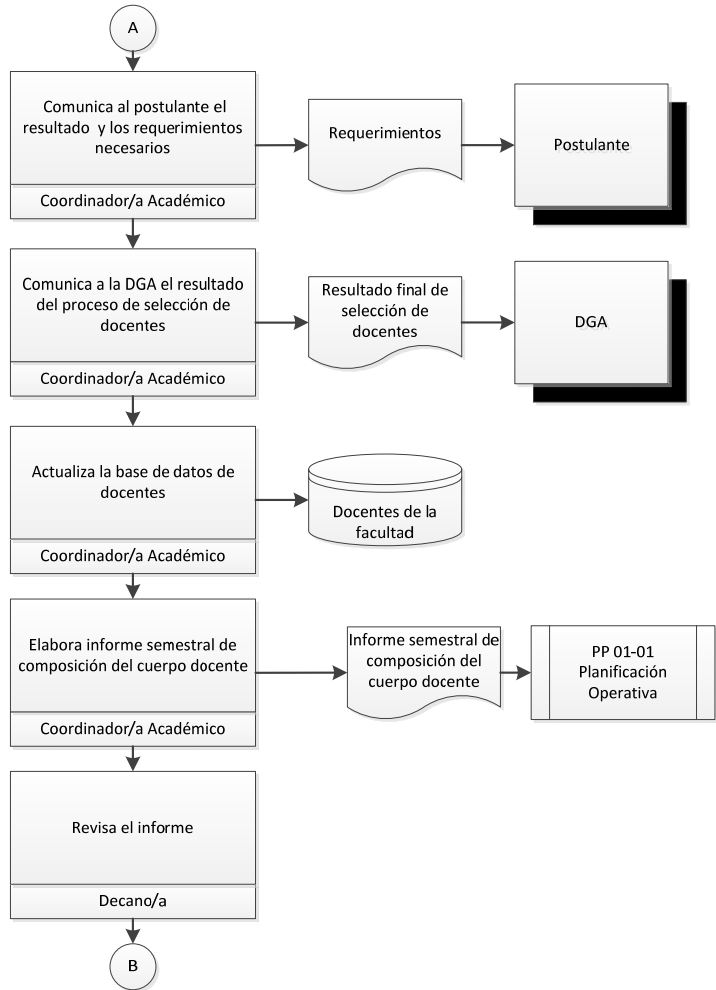 A
Comunica al postulante el
resultado y los requerimientos
necesarios
Coordinador/a Académico
Requerimientos
Postulante
Comunica a la DGA el resultado
del proceso de selección de
docentes
Coordinador/a Académico
Resultado final de
selección de
docentes
DGA
Actualiza la base de datos de
docentes
Coordinador/a Académico
Docentes de la
facultad
Elabora informe semestral de
composición del cuerpo docente
Coordinador/a Académico
Informe semestral de
composición del
cuerpo docente
PP 01-01
Planificación
Operativa
Revisa el informe
Decano/a
B